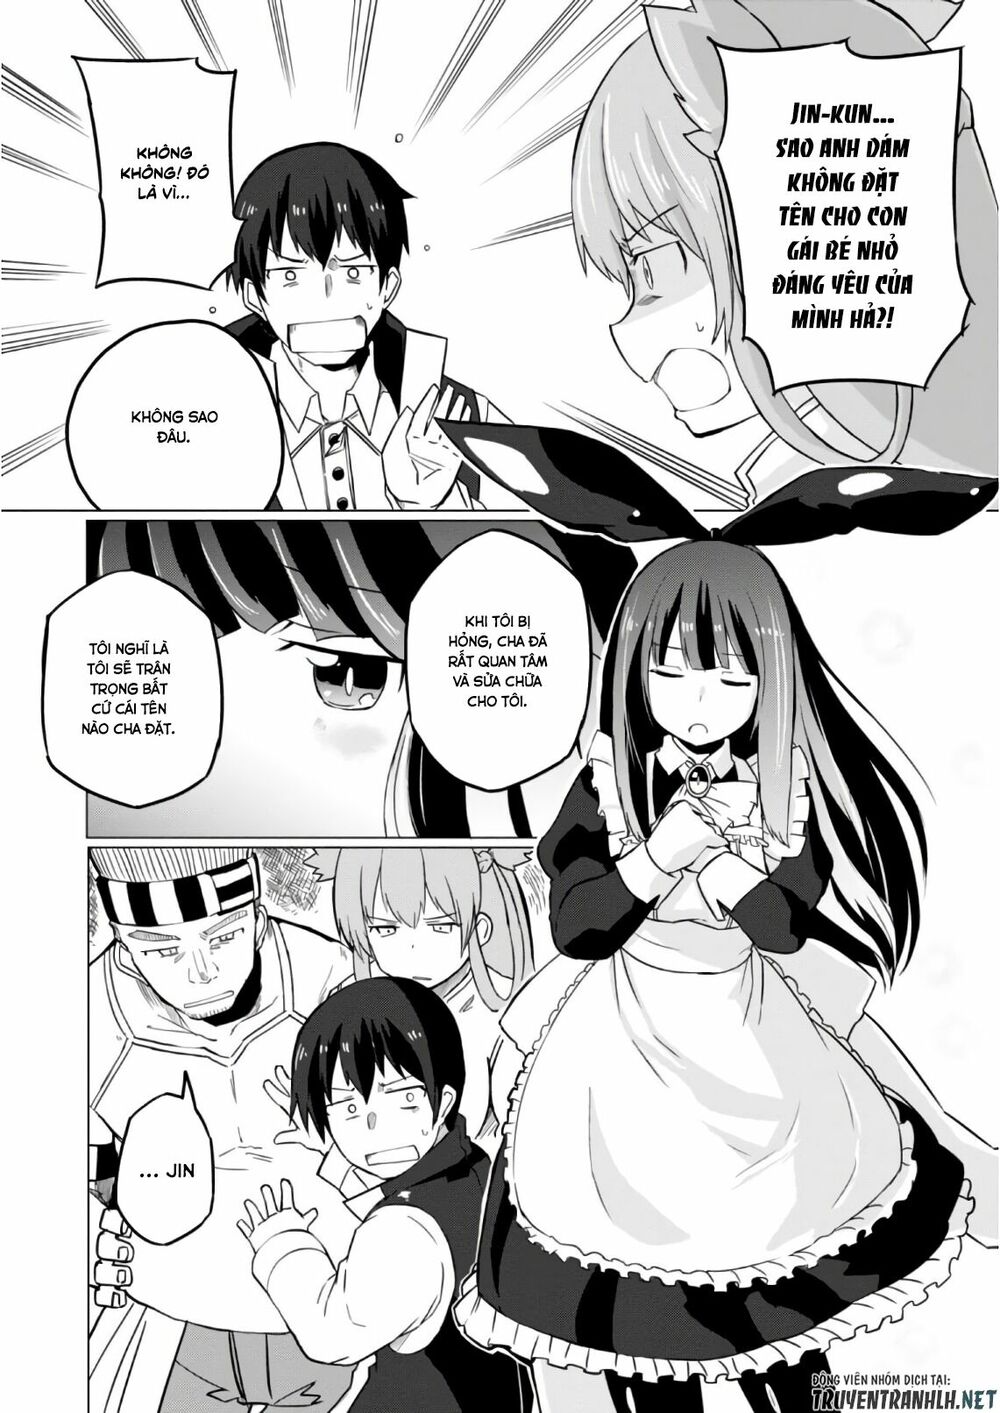 JIN-KUN...
SAO ANH DÁM
KHÔNG ĐẶT
TÊN CHO CON
GÁI BÉ NHỎ
ĐÁNG YÊU CỦA
MÌNH HẢ?!
KHÔNG
KHÔNG! ĐÓ
LÀ VÌ...
KHÔNG SAO
ĐÂU.
KHI TÔI BỊ
HỎNG, CHA ĐÃ
RẤT QUAN TÂM
VÀ SỬA CHỮA
CHO TÔI.
TÔI NGHĨ LÀ
TÔI SẼ TRÂN
TRỌNG BẤT
CỨ CÁI TÊN
NÀO CHA ĐẶT.
... JIN
ĐỘNG VIÊN NHÓM DỊCH TẠI:
TRUYENTRANHLH.NET